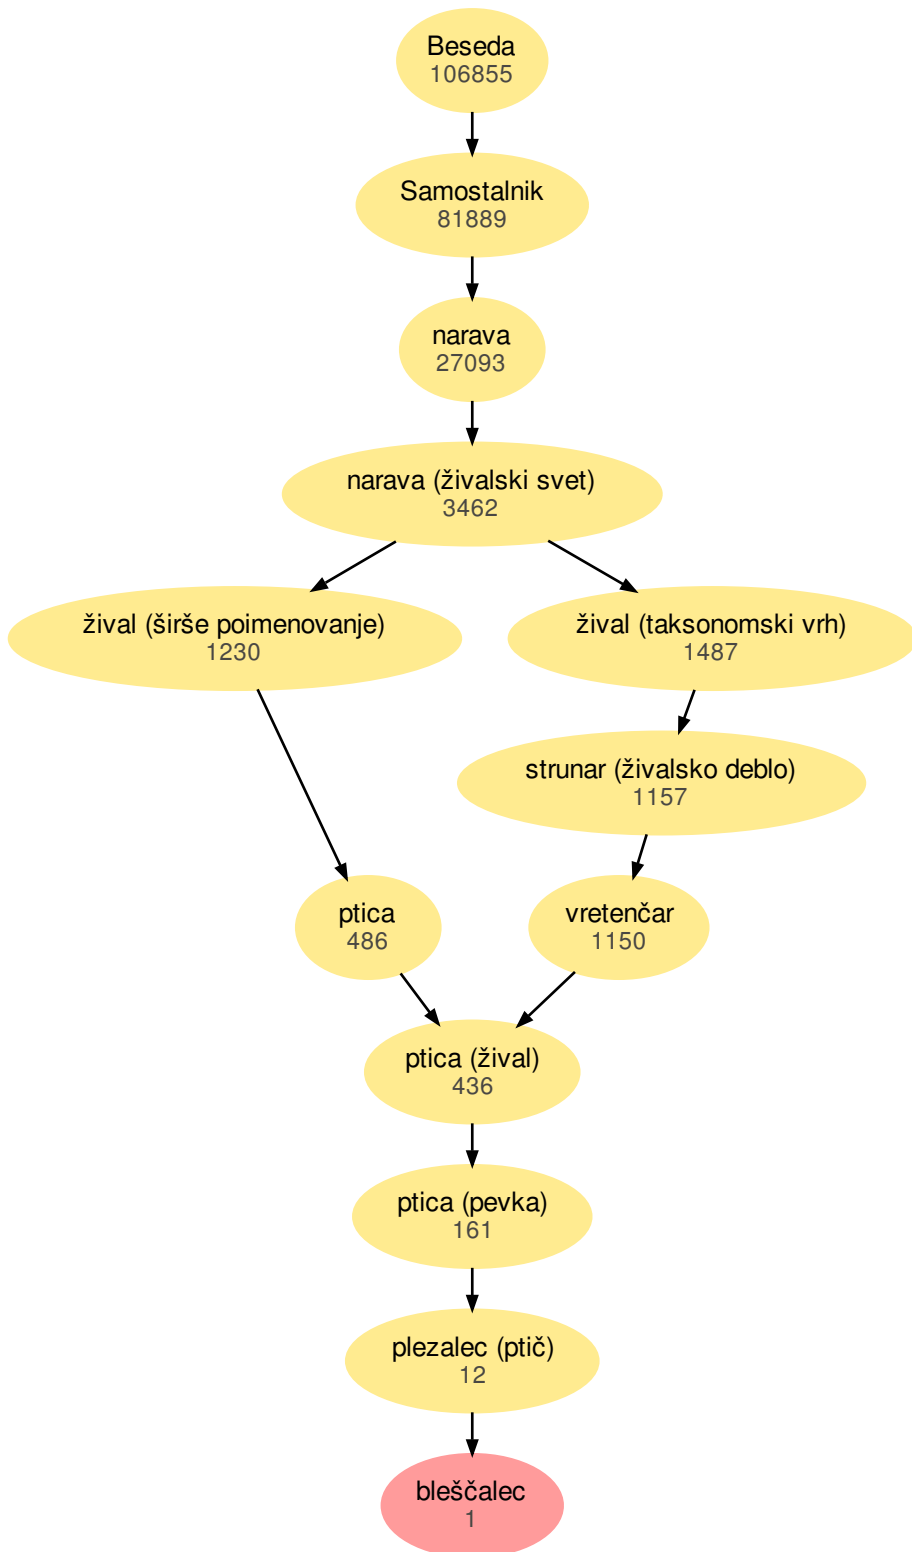 Beseda
106855
Samostalnik
81889
narava
27093
narava (živalski svet)
3462
žival (širše poimenovanje)
1230
žival (taksonomski vrh)
1487
strunar (živalsko deblo)
1157
ptica
486
vretenčar
1150
ptica (žival)
436
ptica (pevka)
161
plezalec (ptič)
12
bleščalec
1